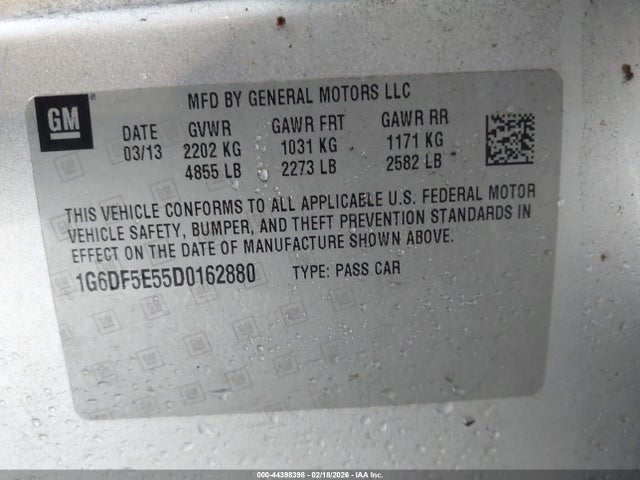 GM
MFD BY GENERAL MOTORS LLC
DATE GVWR GAWR FRT GAWR RR
03/13 2202 KG 1031 KG 1171 KG
4855 LB 2273 LB 2582 LB
THIS VEHICLE CONFORMS TO ALL APPLICABLE U.S. FEDERAL MOTOR
VEHICLE SAFETY, BUMPER, AND THEFT PREVENTION STANDARDS IN
EFFECT ON THE DATE OF MANUFACTURE SHOWN ABOVE.
1G6DF5E55D0162880 TYPE: PASS CAR
000-44398398 - 02/18/2026 - IAA Inc.